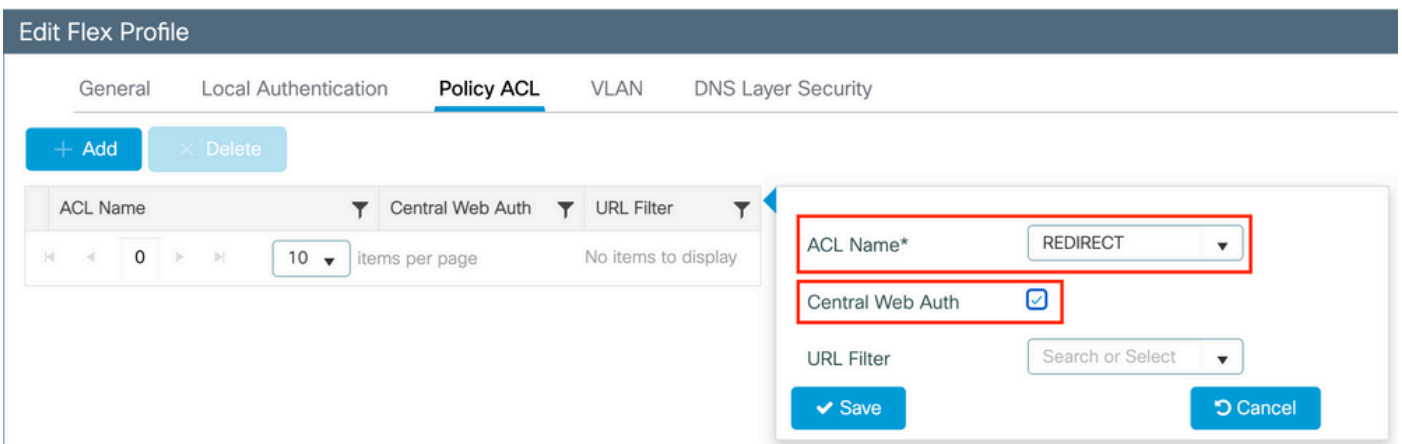 Edit Flex Profile
General Local Authentication Policy ACL VLAN DNS Layer Security
+ Add × Delete
ACL Name Central Web Auth URL Filter
0 10 items per page No items to display
ACL Name* REDIRECT
Central Web Auth
URL Filter Search or Select
Save Cancel